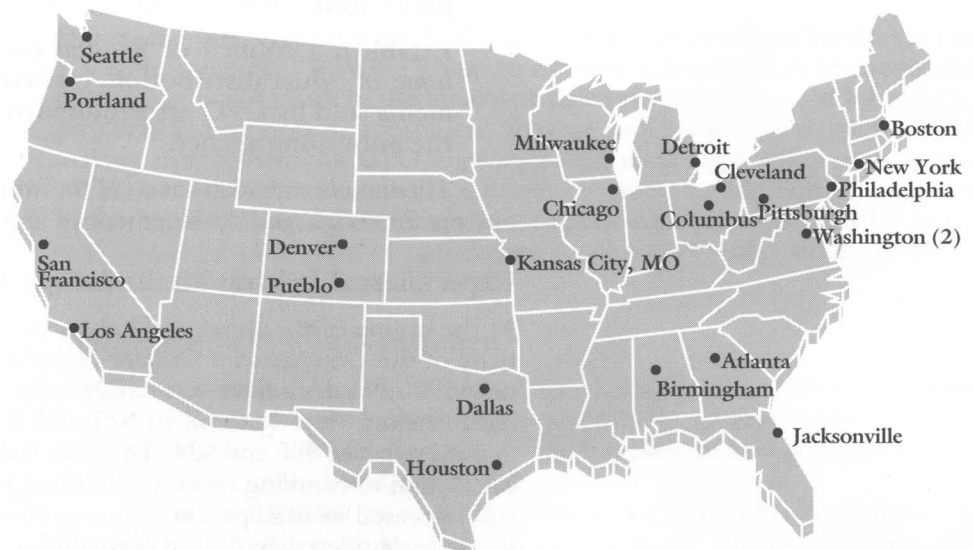 Seattle
Portland
Milwaukee
Detroit
Boston
Cleveland
New York
Philadelphia
Chicago
Columbus
Pittsburgh
Washington (2)
Denver
San
Francisco
Kansas City, MO
Pueblo
Los Angeles
Atlanta
Birmingham
Dallas
Jacksonville
Houston